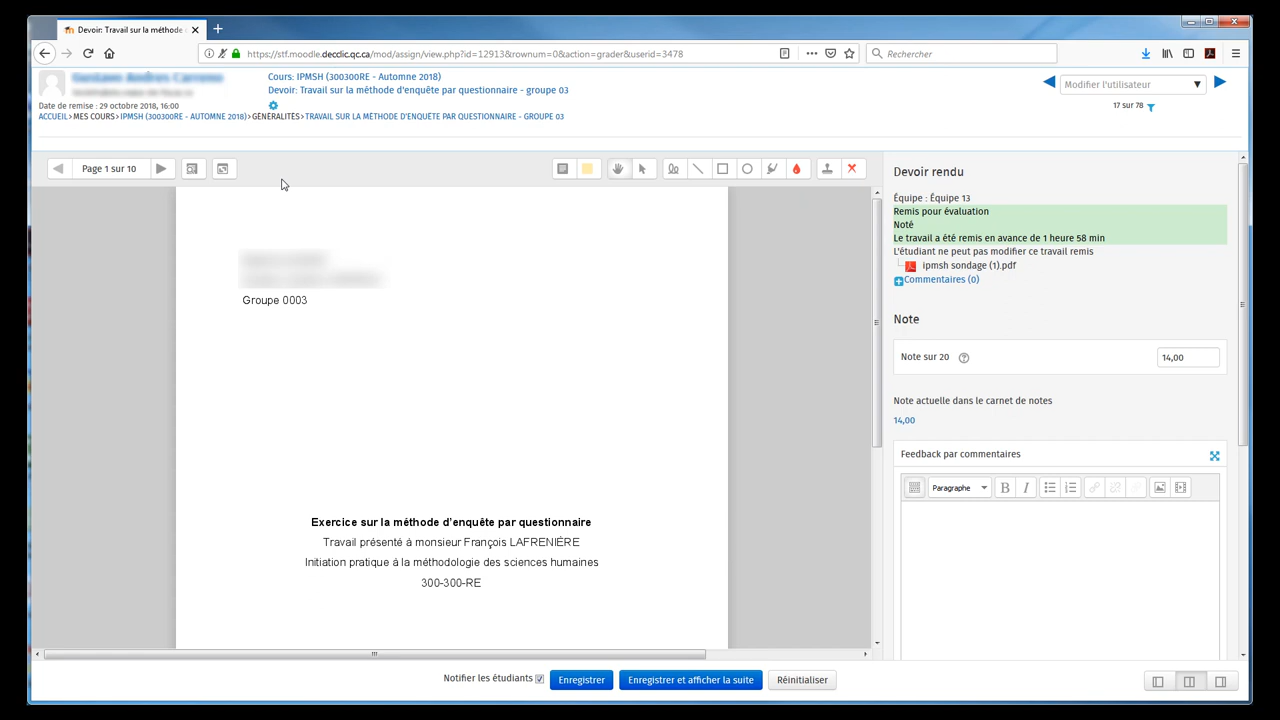 Devoir: Travail sur la méthode
https://stf.moodle.decclic.qc.ca/mod/assign/view.php?id=12913&rownum=0&action=grader&userid=3478
Rechercher
Cours: IPMSH (300300RE - Automne 2018)
Devoir: Travail sur la méthode d'enquête par questionnaire - groupe 03
Modifier l'utilisateur
Date de remise : 29 octobre 2018, 16:00
17 sur 78
ACCUEIL > MES COURS > IPMSH (300300RE - AUTOMNE 2018) > GÉNÉRALITÉS > TRAVAIL SUR LA MÉTHODE D'ENQUÊTE PAR QUESTIONNAIRE - GROUPE 03
Page 1 sur 10
Groupe 0003
Exercice sur la méthode d'enquête par questionnaire
Travail présenté à monsieur François LAFRENIÈRE
Initiation pratique à la méthodologie des sciences humaines
300-300-RE
Devoir rendu
Équipe : Équipe 13
Remis pour évaluation
Noté
Le travail a été remis en avance de 1 heure 58 min
L'étudiant ne peut pas modifier ce travail remis
ipmsh sondage (1).pdf
Commentaires (0)
Note
Note sur 20
14,00
Note actuelle dans le carnet de notes
14,00
Feedback par commentaires
Paragraphe
B I
Notifier les étudiants
Enregistrer
Enregistrer et afficher la suite
Réinitialiser